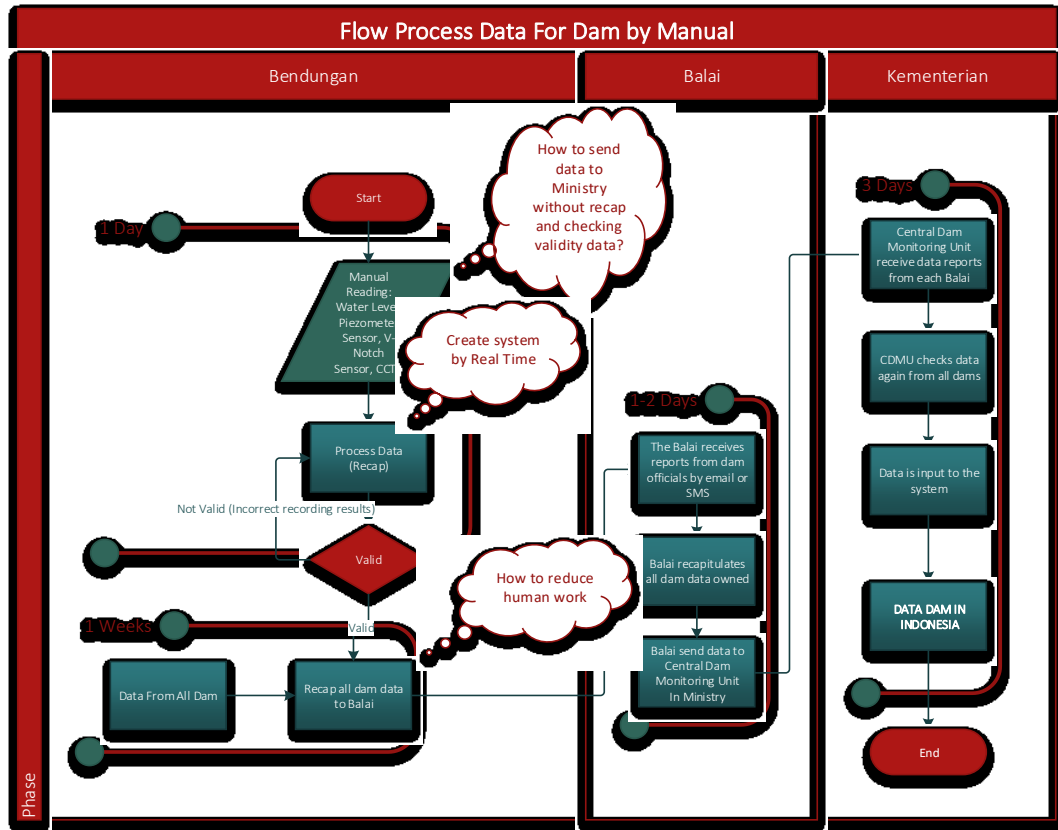 Flow Process Data For Dam by Manual
Bendungan
Balai
Kementerian
Phase
Start
1 Day
Manual
Reading:
Water Leve
Piezomete
Sensor, V-
Notch
Sensor, CCT
Process Data
(Recap)
Not Valid (Incorrect recording results)
Valid
Valid
1 Weeks
Data From All Dam
Recap all dam data
to Balai
How to send
data to
Ministry
without recap
and checking
validity data?
Create system
by Real Time
How to reduce
human work
1-2 Days
The Balai receives
reports from dam
officials by email or
SMS
Balai recapitulates
all dam data owned
Balai send data to
Central Dam
Monitoring Unit
In Ministry
3 Days
Central Dam
Monitoring Unit
receive data reports
from each Balai
CDMU checks data
again from all dams
Data is input to the
system
DATA DAM IN
INDONESIA
End